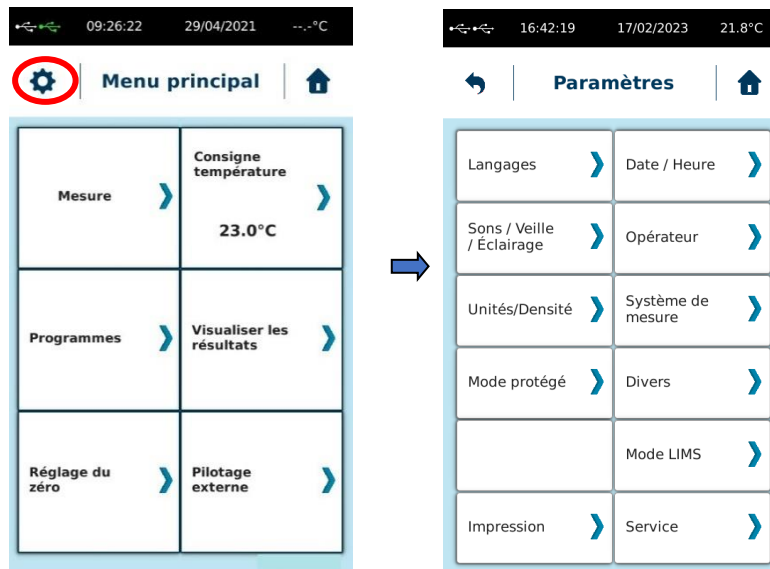 09:26:22 29/04/2021 --.-°C
Menu principal
Mesure
Consigne
température
23.0°C
Programmes
Visualiser les
résultats
Réglage du
zéro
Pilotage
externe
16:42:19 17/02/2023 21.8°C
Paramètres
Langages
Date / Heure
Sons / Veille
/ Éclairage
Opérateur
Unités/Densité
Système de
mesure
Mode protégé
Divers
Mode LIMS
Impression
Service